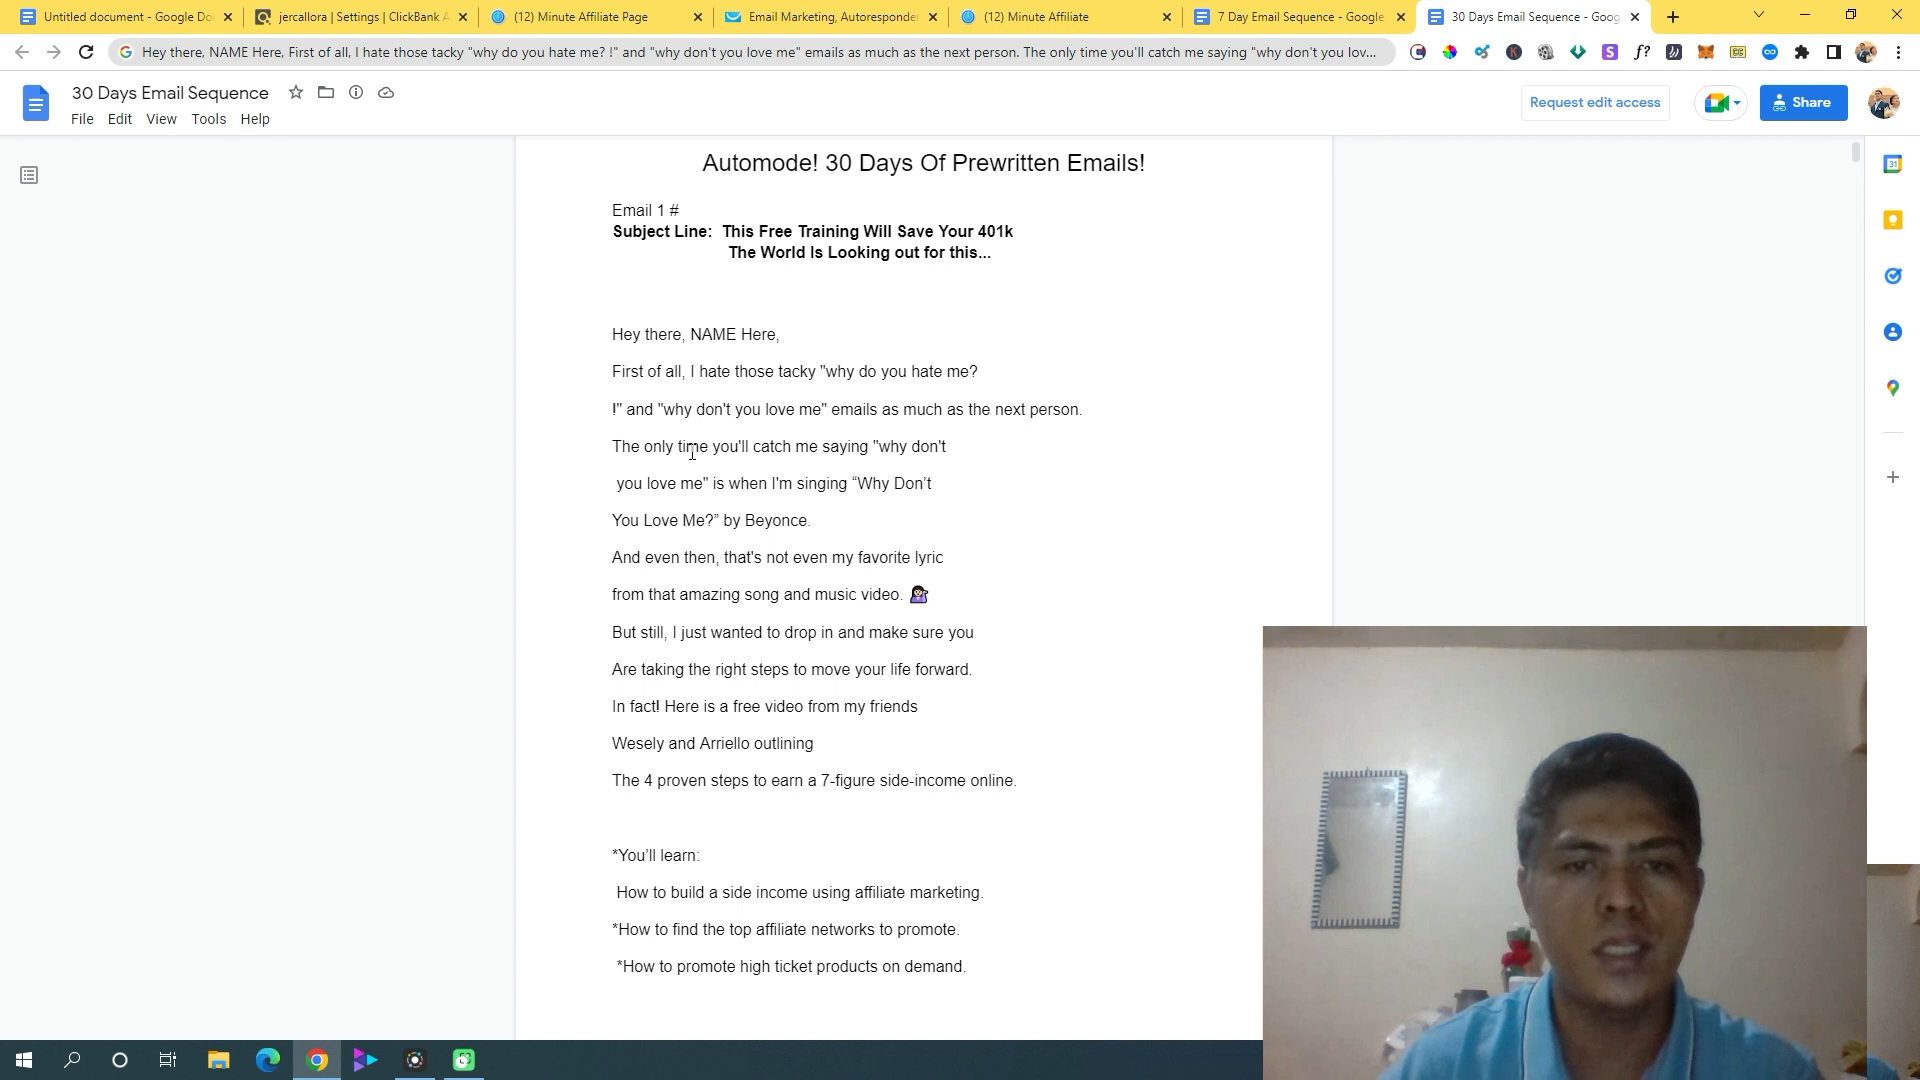 Untitled document - Google Do
jercallora | Settings | ClickBank A
(12) Minute Affiliate Page
Email Marketing, Autoresponder
(12) Minute Affiliate
7 Day Email Sequence - Google
30 Days Email Sequence - Goog
Hey there, NAME Here, First of all, I hate those tacky "why do you hate me? !" and "why don't you love me" emails as much as the next person. The only time you'll catch me saying "why don't you lov...
30 Days Email Sequence
File Edit View Tools Help
Request edit access
Share
Automode! 30 Days Of Prewritten Emails!
Email 1 #
Subject Line: This Free Training Will Save Your 401k
The World Is Looking out for this...
Hey there, NAME Here,
First of all, I hate those tacky "why do you hate me?
!" and "why don't you love me" emails as much as the next person.
The only time you'll catch me saying "why don't
you love me" is when I'm singing “Why Don’t
You Love Me?” by Beyonce.
And even then, that's not even my favorite lyric
from that amazing song and music video.
But still, I just wanted to drop in and make sure you
Are taking the right steps to move your life forward.
In fact! Here is a free video from my friends
Wesely and Arriello outlining
The 4 proven steps to earn a 7-figure side-income online.
*You’ll learn:
How to build a side income using affiliate marketing.
*How to find the top affiliate networks to promote.
*How to promote high ticket products on demand.